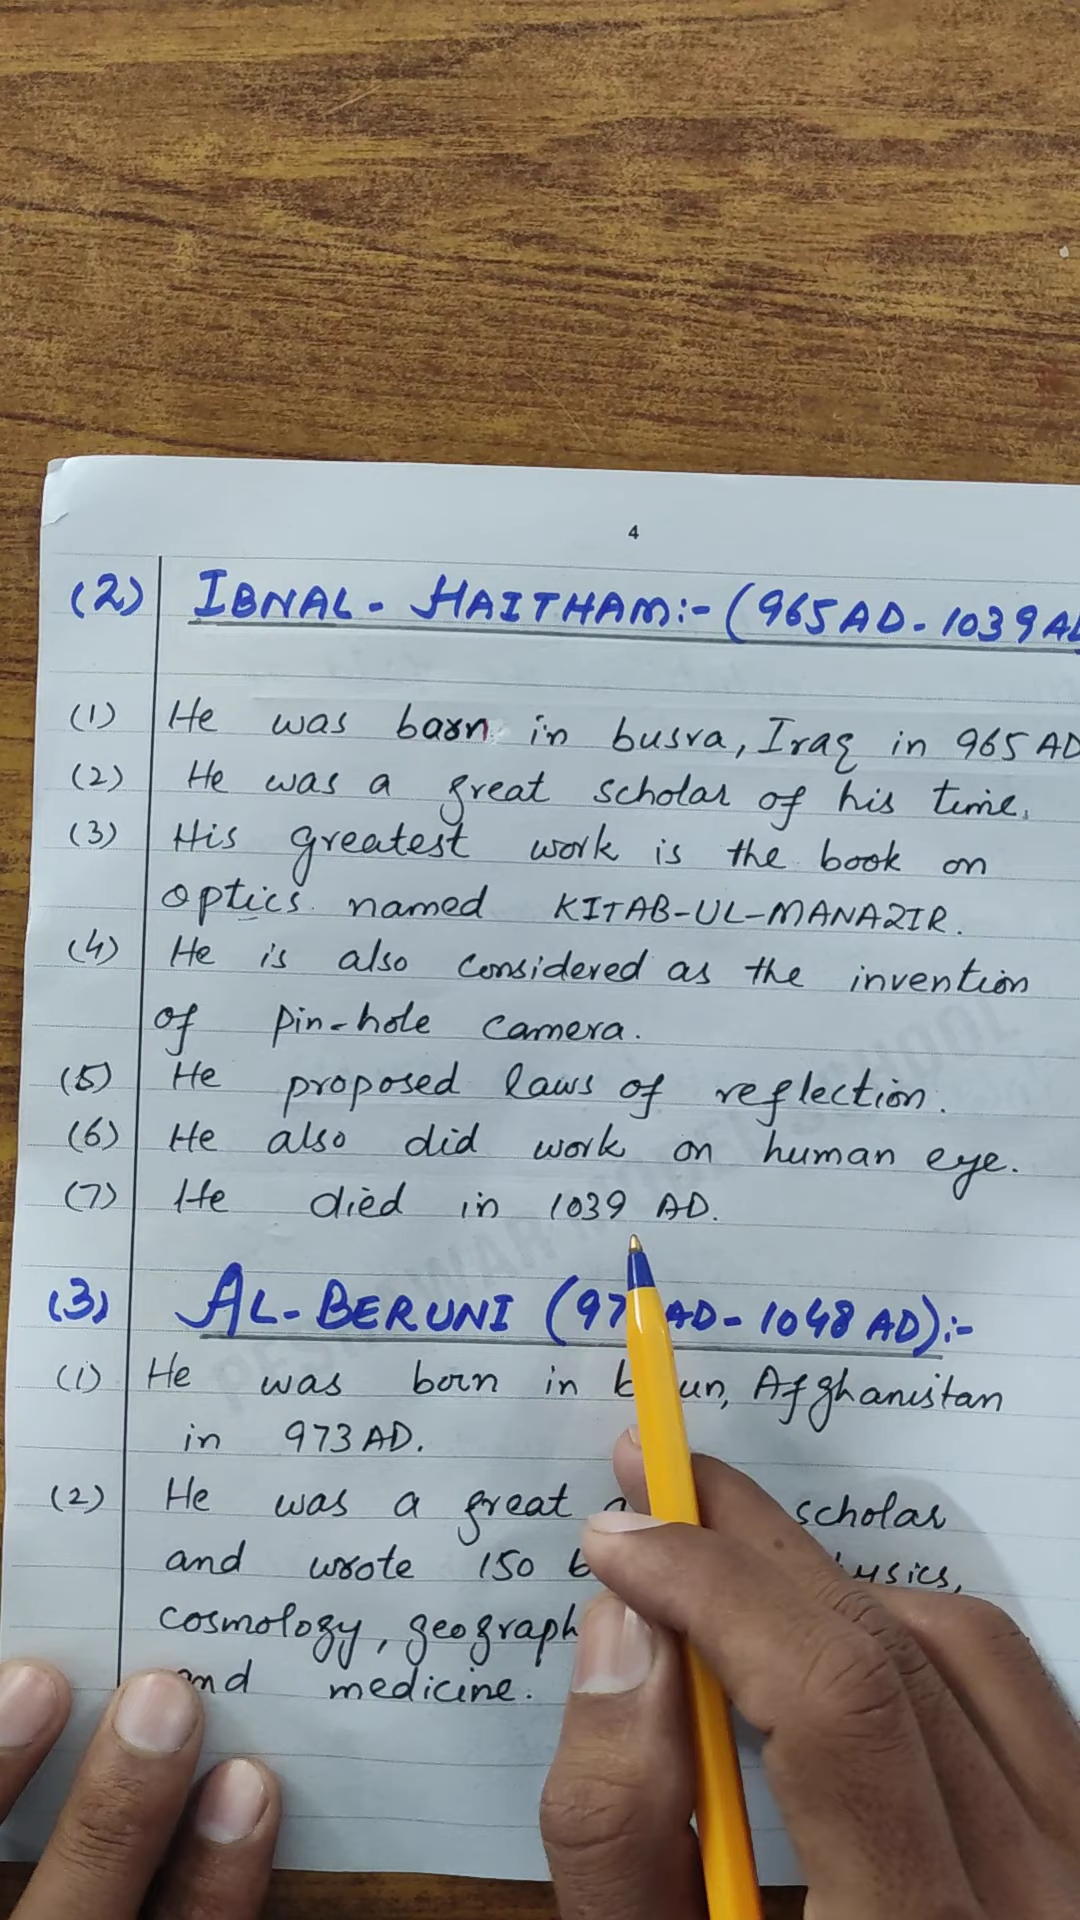 4
(2) IBNAL - HAITHAM:- (965AD - 1039 AD
(1) He was born in busra, Iraq in 965 AD
(2) He was a great scholar of his time.
(3) His greatest work is the book on
optics named KITAB-UL-MANAZIR.
(4) He is also considered as the invention
of pin-hole camera.
(5) He proposed laws of reflection.
(6) He also did work on human eye.
(7) He died in 1039 AD.
(3) AL-BERUNI (97 AD - 1048 AD):-
(1) He was born in Afghanistan
in 973 AD.
(2) He was a great scholar
and wrote 150
cosmology,
and medicine.
PESHAWAR MODEL SCHOOL